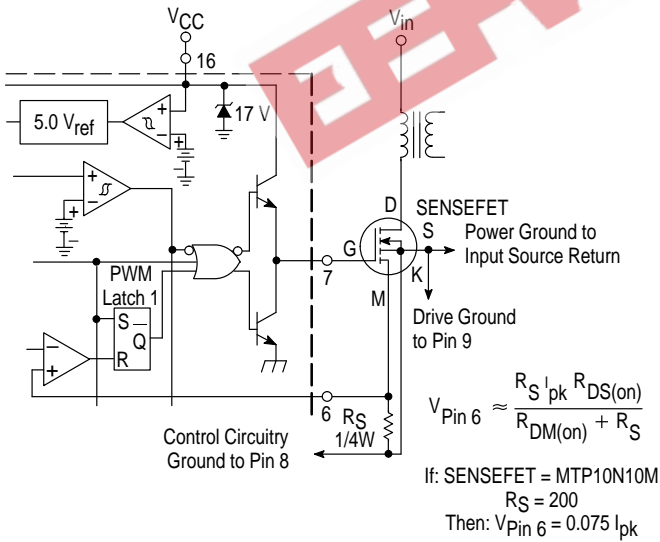 VCC
Vin
16
17 V
5.0 Vref
+
−
+
−
+
−
+
−
D
SENSEFET
S
Power Ground to
Input Source Return
G
K
M
7
PWM
Latch 1
S
Q
R
−
+
Drive Ground
to Pin 9
6
RS
1/4W
Control Circuitry
Ground to Pin 8
VPin 6 ≈ RS Ipk RDS(on)
RDM(on) + RS
If: SENSEFET = MTP10N10M
RS = 200
Then: VPin 6 = 0.075 Ipk